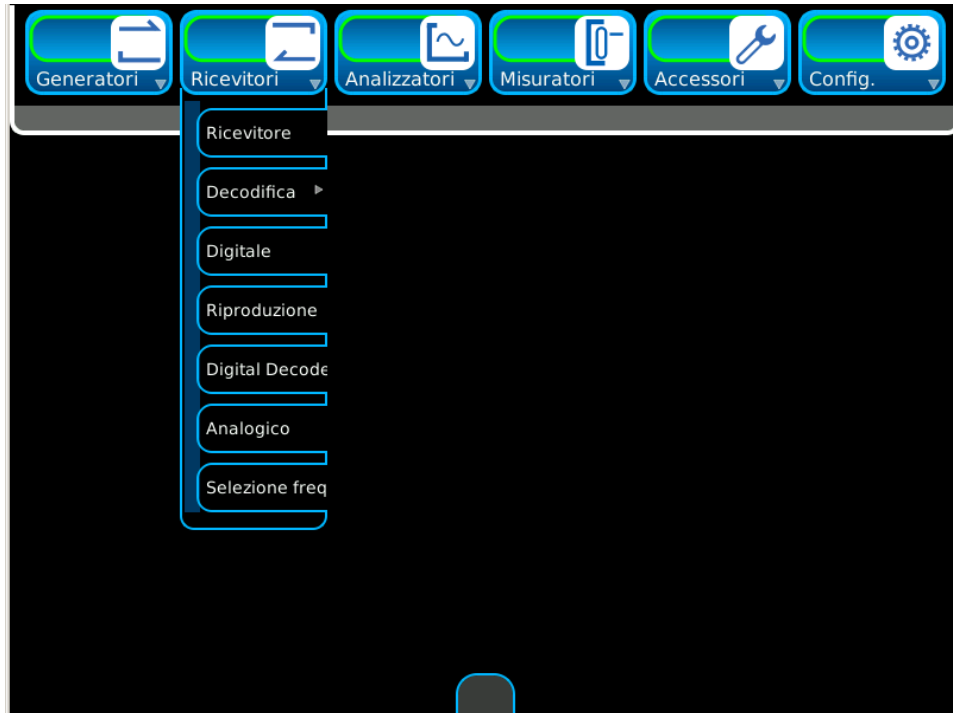 Generatori
Ricevitori
Analizzatori
Misuratori
Accessori
Config.
Ricevitore
Decodifica
Digitale
Riproduzione
Digital Decode
Analogico
Selezione freq